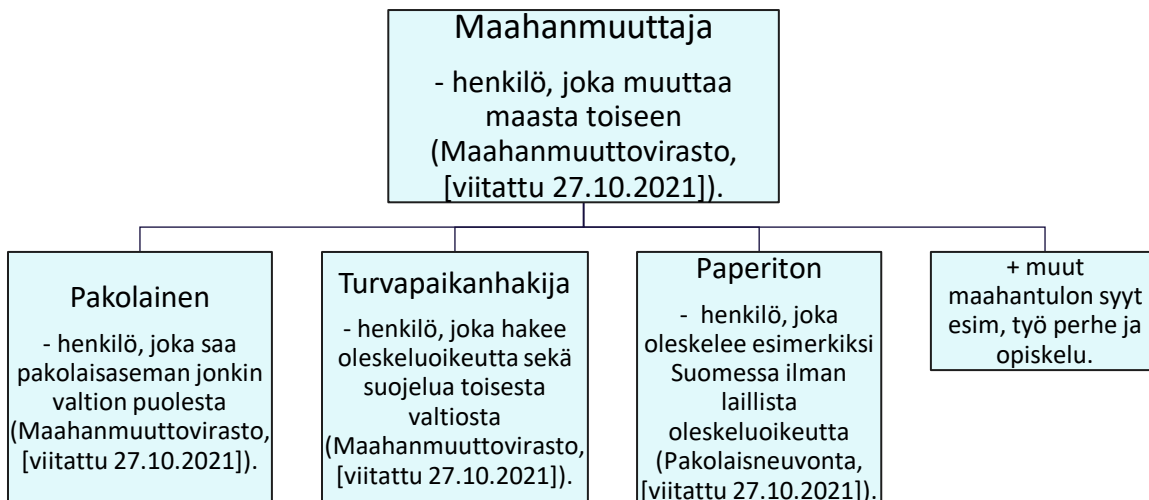 Maahanmuuttaja
- henkilö, joka muuttaa
maasta toiseen
(Maahanmuuttovirasto,
[viitattu 27.10.2021]).
Pakolainen
- henkilö, joka saa
pakolaisaseman jonkin
valtion puolesta
(Maahanmuuttovirasto,
[viitattu 27.10.2021]).
Turvapaikanhakija
- henkilö, joka hakee
oleskeluoikeutta sekä
suojelua toisesta
valtiosta
(Maahanmuuttovirasto,
[viitattu 27.10.2021]).
Paperiton
- henkilö, joka
oleskelee esimerkiksi
Suomessa ilman
laillista
oleskeluoikeutta
(Pakolaisneuvonta,
[viitattu 27.10.2021]).
+ muut
maahantulon syyt
esim, työ perhe ja
opiskelu.